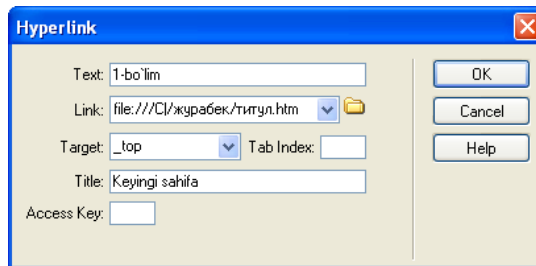 Hyperlink
Text: 1-bo`lim
OK
Link: file:///C|/журабек/титул.htm
Cancel
Target: _top Tab Index:
Help
Title: Keyingi sahifa
Access Key: